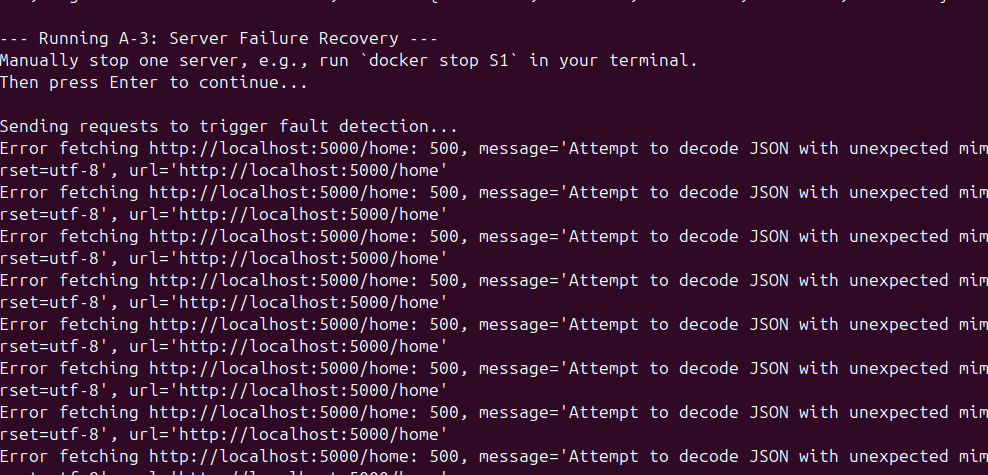 --- Running A-3: Server Failure Recovery ---
Manually stop one server, e.g., run `docker stop S1` in your terminal.
Then press Enter to continue...
Sending requests to trigger fault detection...
Error fetching http://localhost:5000/home: 500, message='Attempt to decode JSON with unexpected mim
rset=utf-8', url='http://localhost:5000/home'
Error fetching http://localhost:5000/home: 500, message='Attempt to decode JSON with unexpected mim
rset=utf-8', url='http://localhost:5000/home'
Error fetching http://localhost:5000/home: 500, message='Attempt to decode JSON with unexpected mim
rset=utf-8', url='http://localhost:5000/home'
Error fetching http://localhost:5000/home: 500, message='Attempt to decode JSON with unexpected mim
rset=utf-8', url='http://localhost:5000/home'
Error fetching http://localhost:5000/home: 500, message='Attempt to decode JSON with unexpected mim
rset=utf-8', url='http://localhost:5000/home'
Error fetching http://localhost:5000/home: 500, message='Attempt to decode JSON with unexpected mim
rset=utf-8', url='http://localhost:5000/home'
Error fetching http://localhost:5000/home: 500, message='Attempt to decode JSON with unexpected mim
rset=utf-8', url='http://localhost:5000/home'
Error fetching http://localhost:5000/home: 500, message='Attempt to decode JSON with unexpected mim